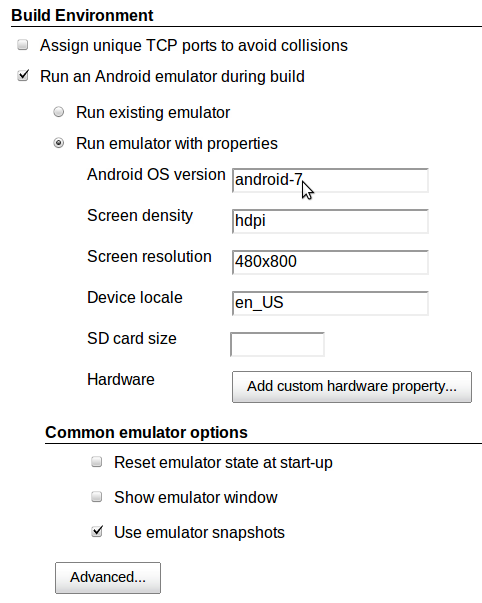 Build Environment
Assign unique TCP ports to avoid collisions
Run an Android emulator during build
Run existing emulator
Run emulator with properties
Android OS version android-7
Screen density hdpi
Screen resolution 480x800
Device locale en_US
SD card size
Hardware Add custom hardware property...
Common emulator options
Reset emulator state at start-up
Show emulator window
Use emulator snapshots
Advanced...